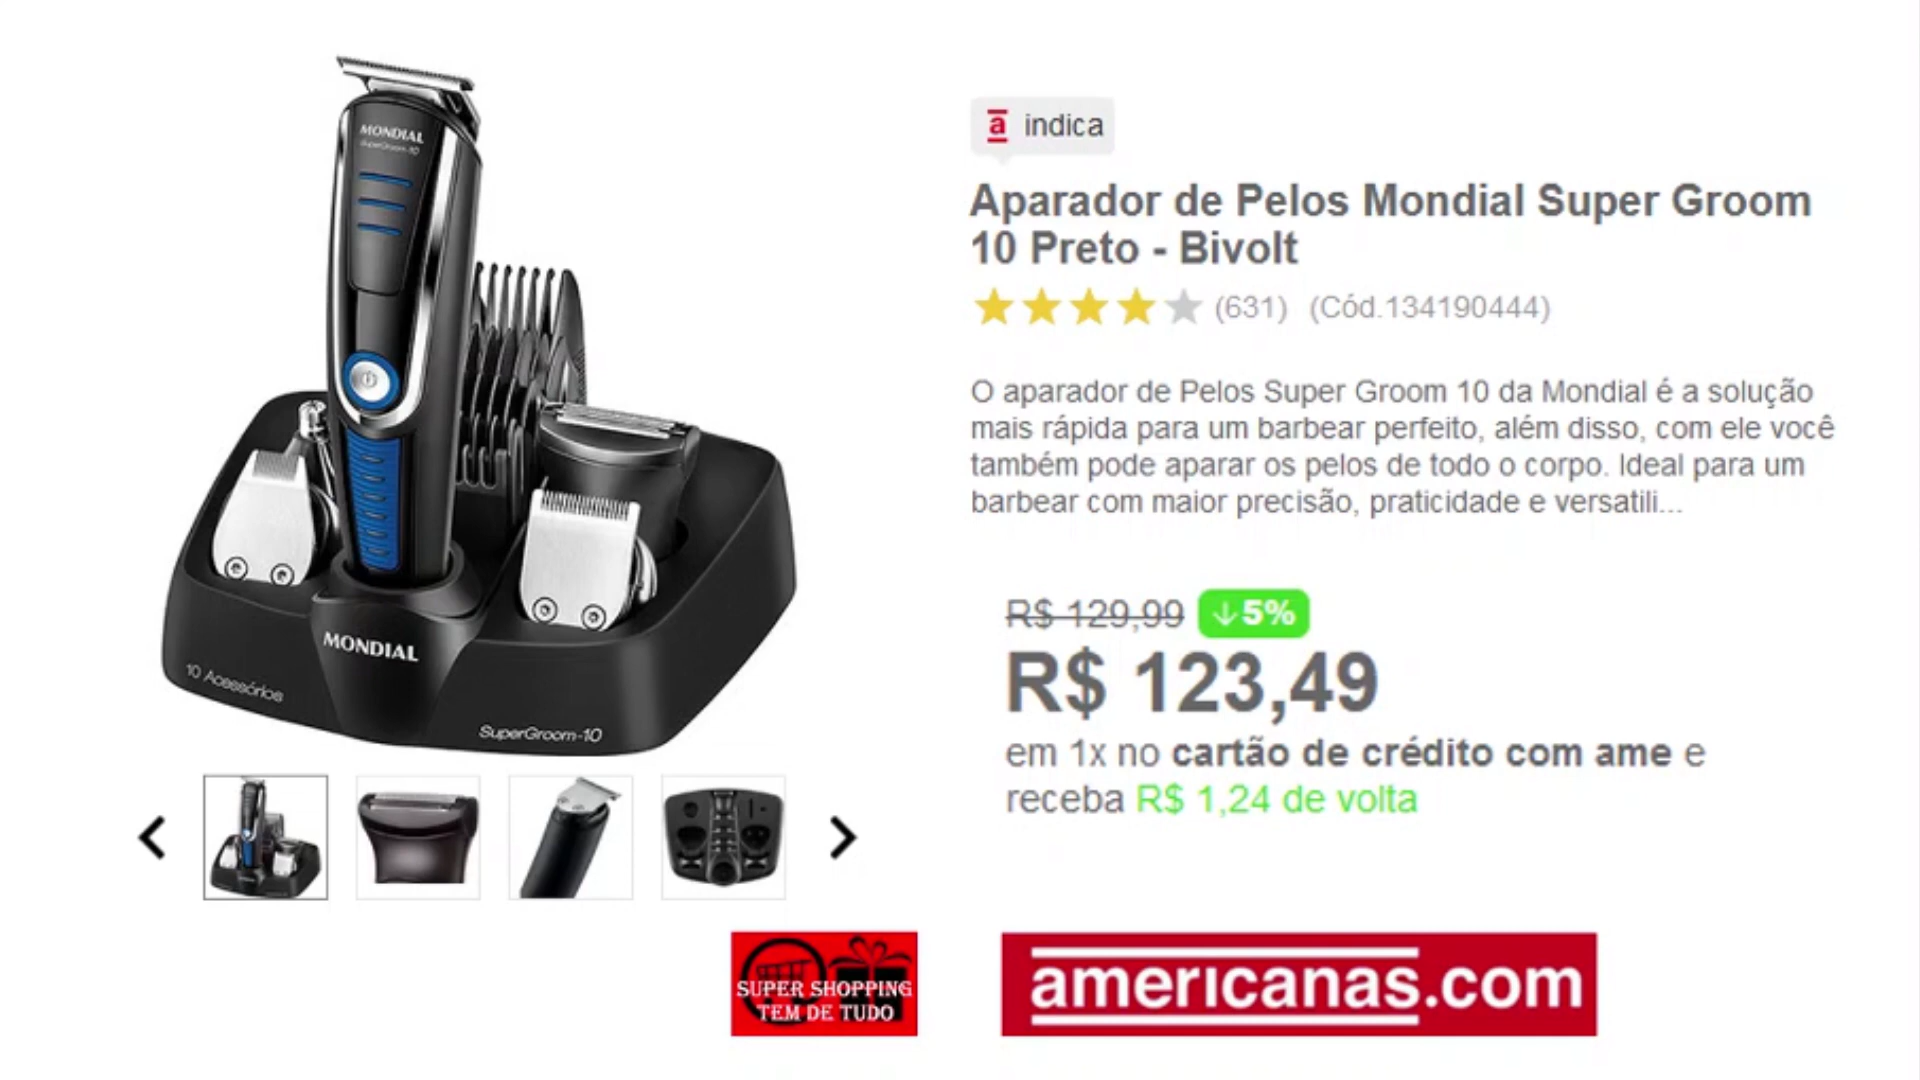 MONDIAL
SuperGroom-10
MONDIAL
10 Acessórios
SuperGroom-10
a indica
Aparador de Pelos Mondial Super Groom
10 Preto - Bivolt
(631) (Cód.134190444)
O aparador de Pelos Super Groom 10 da Mondial é a solução
mais rápida para um barbear perfeito, além disso, com ele você
também pode aparar os pelos de todo o corpo. Ideal para um
barbear com maior precisão, praticidade e versatili...
R$ 129,99 ↓5%
R$ 123,49
em 1x no cartão de crédito com ame e
receba R$ 1,24 de volta
SUPER SHOPPING
TEM DE TUDO
americanas.com